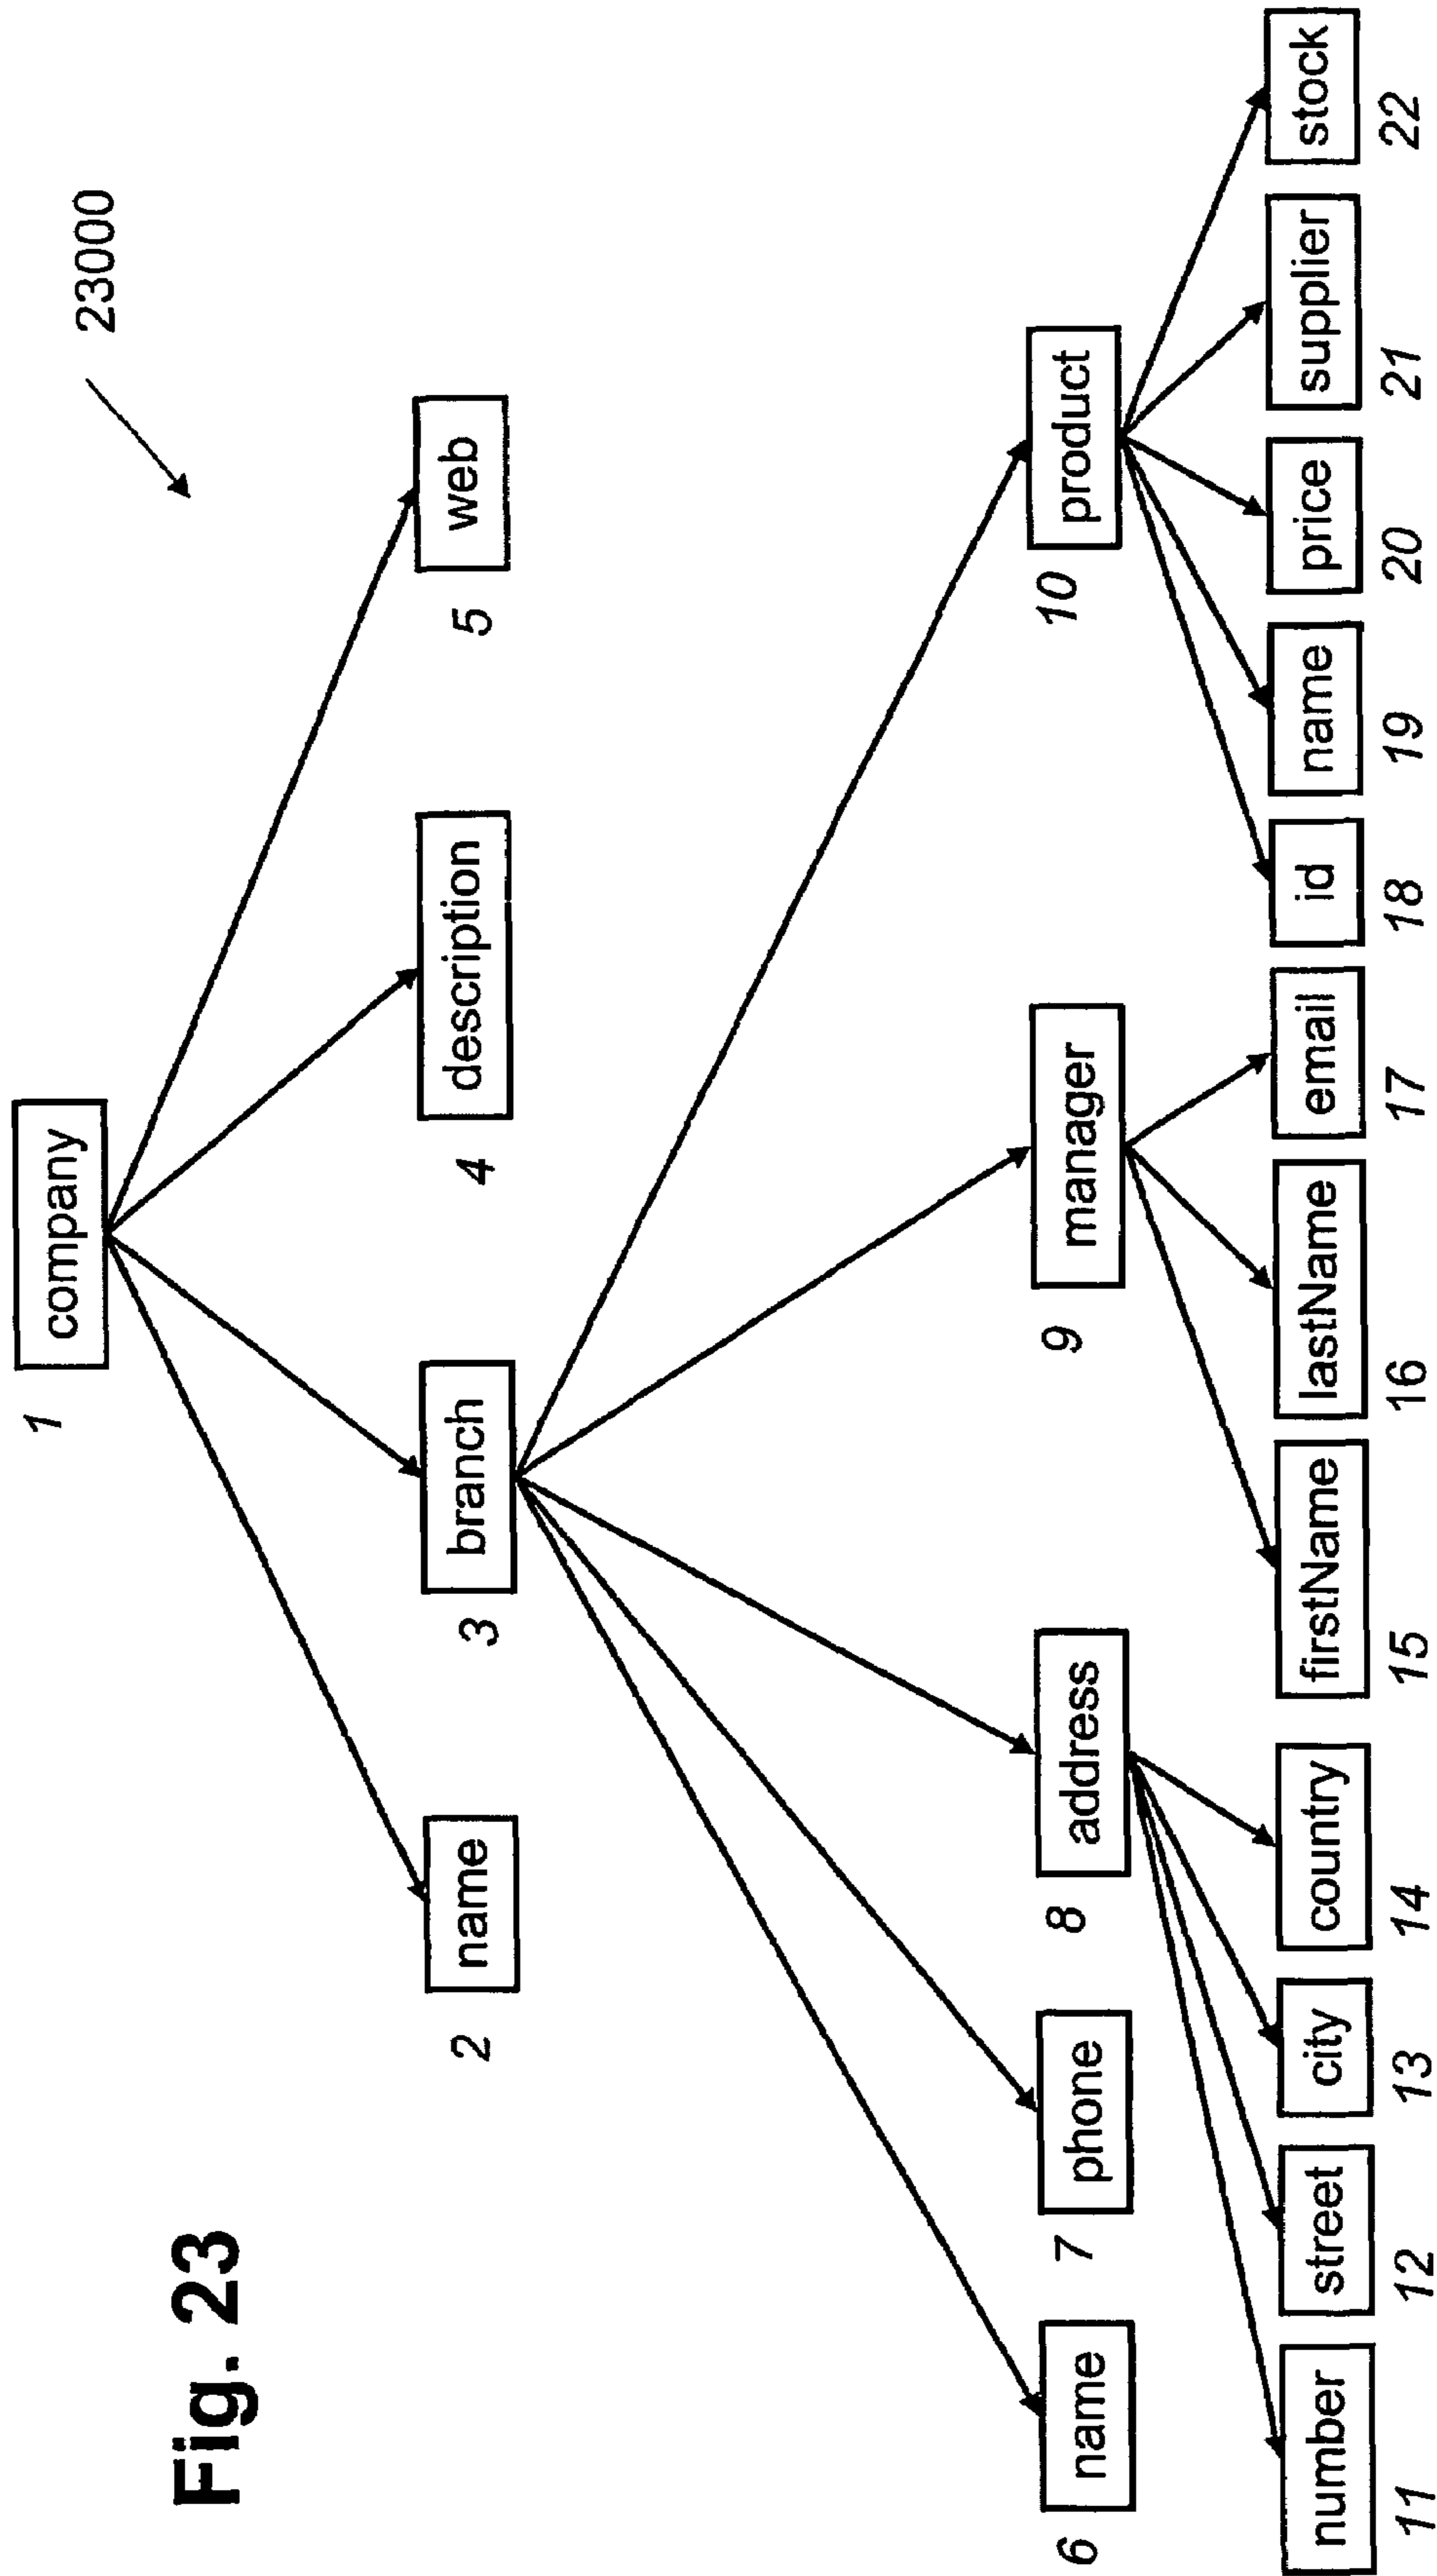 Fig. 23
23000
company
1
name
branch
description
web
2
3
4
5
name
phone
address
manager
product
6
7
8
9
10
number
street
city
country
firstName
lastName
email
id
name
price
supplier
stock
11
12
13
14
15
16
17
18
19
20
21
22